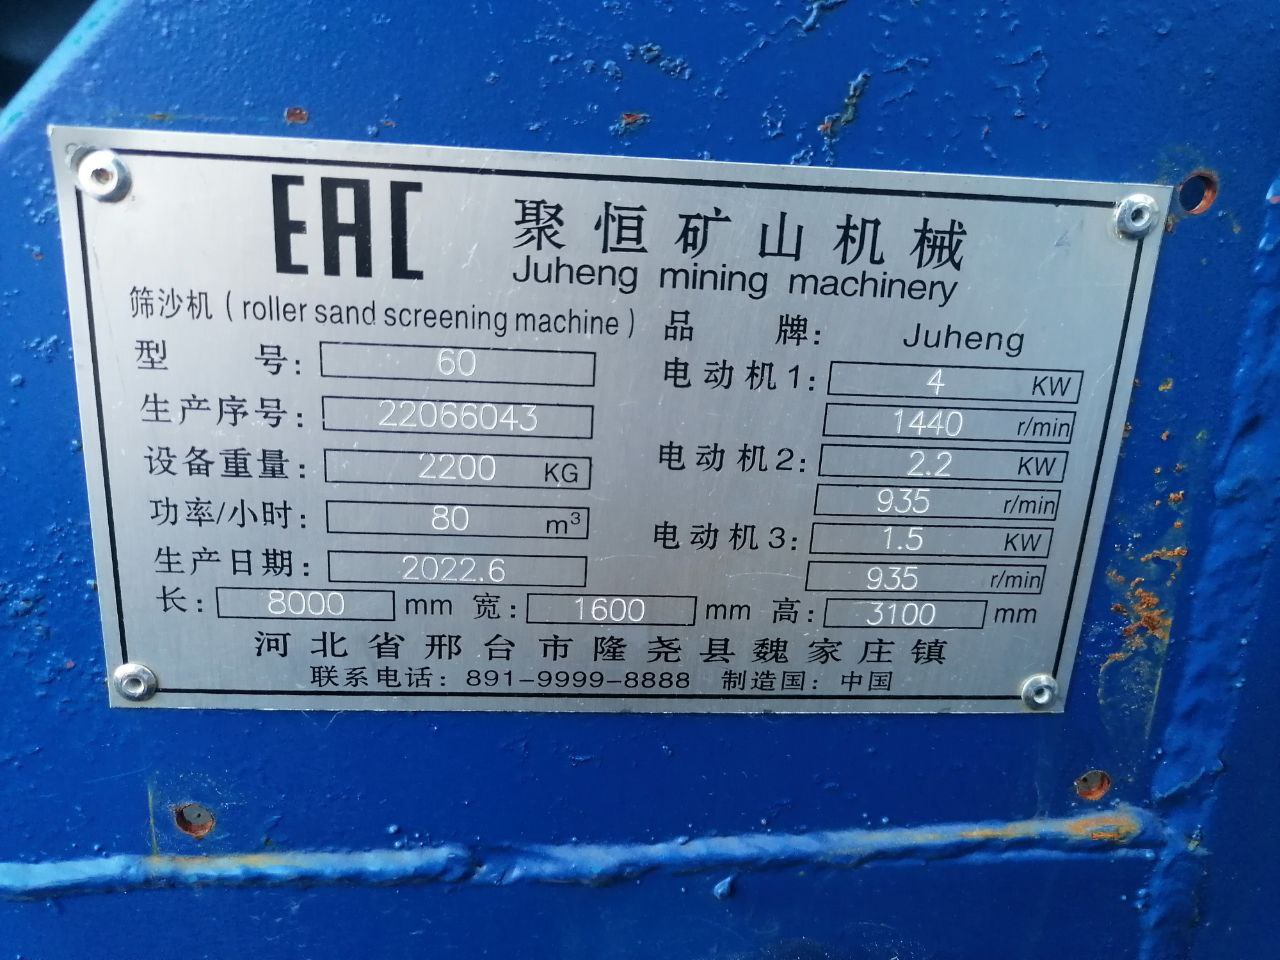 EAC
聚恒矿山机械
Juheng mining machinery
筛沙机（roller sand screening machine）
品 牌： Juheng
型 号： 60
电动机1： 4 KW
1440 r/min
生产序号： 22066043
电动机2： 2.2 KW
设备重量： 2200 KG
935 r/min
功率/小时： 80 m³
电动机3： 1.5 KW
生产日期： 2022.6
935 r/min
长： 8000 mm 宽： 1600 mm 高： 3100 mm
河北省邢台市隆尧县魏家庄镇
联系电话：891-9999-8888 制造国：中国